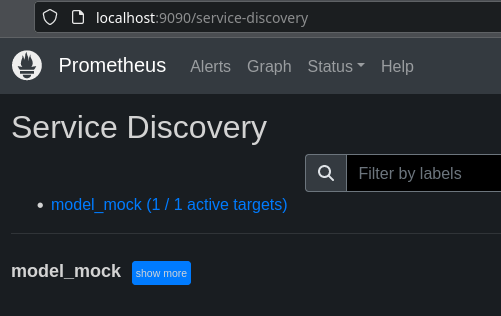 localhost:9090/service-discovery
Prometheus Alerts Graph Status Help
Service Discovery
Filter by labels
model_mock (1 / 1 active targets)
model_mock show more